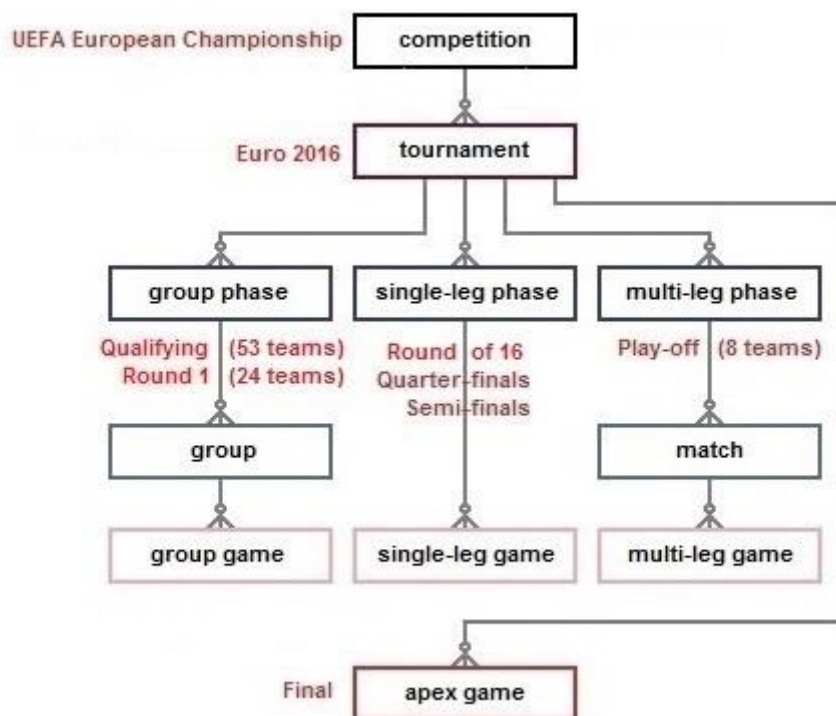 UEFA European Championship competition
Euro 2016 tournament
group phase single-leg phase multi-leg phase
Qualifying (53 teams) Round of 16 Play-off (8 teams)
Round 1 (24 teams) Quarter-finals
Semi-finals
group match
group game single-leg game multi-leg game
Final apex game